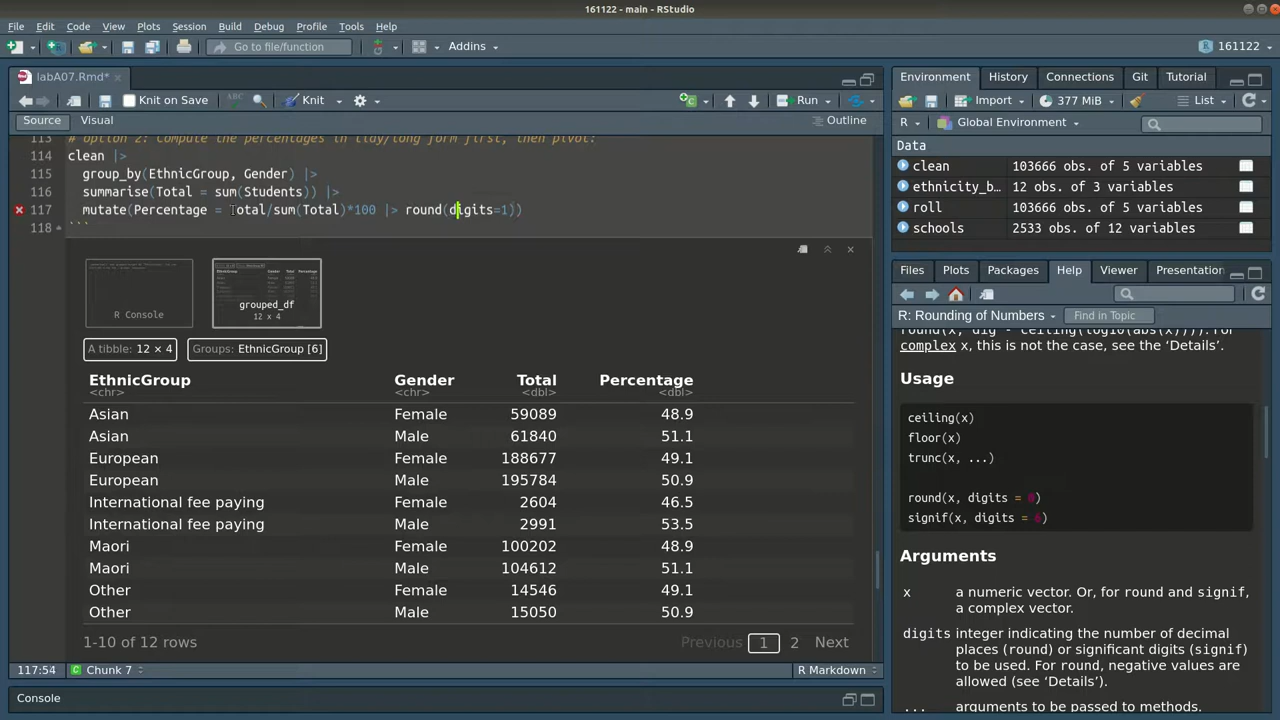 161122 - main - RStudio
File Edit Code View Plots Session Build Debug Profile Tools Help
Go to file/function Addins 161122
labA07.Rmd*
Knit on Save Knit Run
Source Visual Outline
113 # option 2: Compute the percentages in tidy/long form first, then pivot:
114 clean |>
115 group_by(EthnicGroup, Gender) |>
116 summarise(Total = sum(Students)) |>
117 mutate(Percentage = Total/sum(Total)*100 |> round(digits=1))
118 ```
R Console
grouped_df
12 x 4
A tibble: 12 × 4 Groups: EthnicGroup [6]
EthnicGroup Gender Total Percentage
<chr> <chr> <dbl> <dbl>
Asian Female 59089 48.9
Asian Male 61840 51.1
European Female 188677 49.1
European Male 195784 50.9
International fee paying Female 2604 46.5
International fee paying Male 2991 53.5
Maori Female 100202 48.9
Maori Male 104612 51.1
Other Female 14546 49.1
Other Male 15050 50.9
1-10 of 12 rows Previous 1 2 Next
117:54 Chunk 7 R Markdown
Console
Environment History Connections Git Tutorial
Import 377 MiB List
R Global Environment
Data
clean 103666 obs. of 5 variables
ethnicity_b… 12 obs. of 3 variables
roll 103666 obs. of 5 variables
schools 2533 obs. of 12 variables
Files Plots Packages Help Viewer Presentation
R: Rounding of Numbers Find in Topic
round(x, dig - ceiling(log10(abs(x)))). For
complex x, this is not the case, see the ‘Details’.
Usage
ceiling(x)
floor(x)
trunc(x, ...)
round(x, digits = 0)
signif(x, digits = 6)
Arguments
x a numeric vector. Or, for round and signif,
a complex vector.
digits integer indicating the number of decimal
places (round) or significant digits (signif)
to be used. For round, negative values are
allowed (see ‘Details’).
... arguments to be passed to methods.